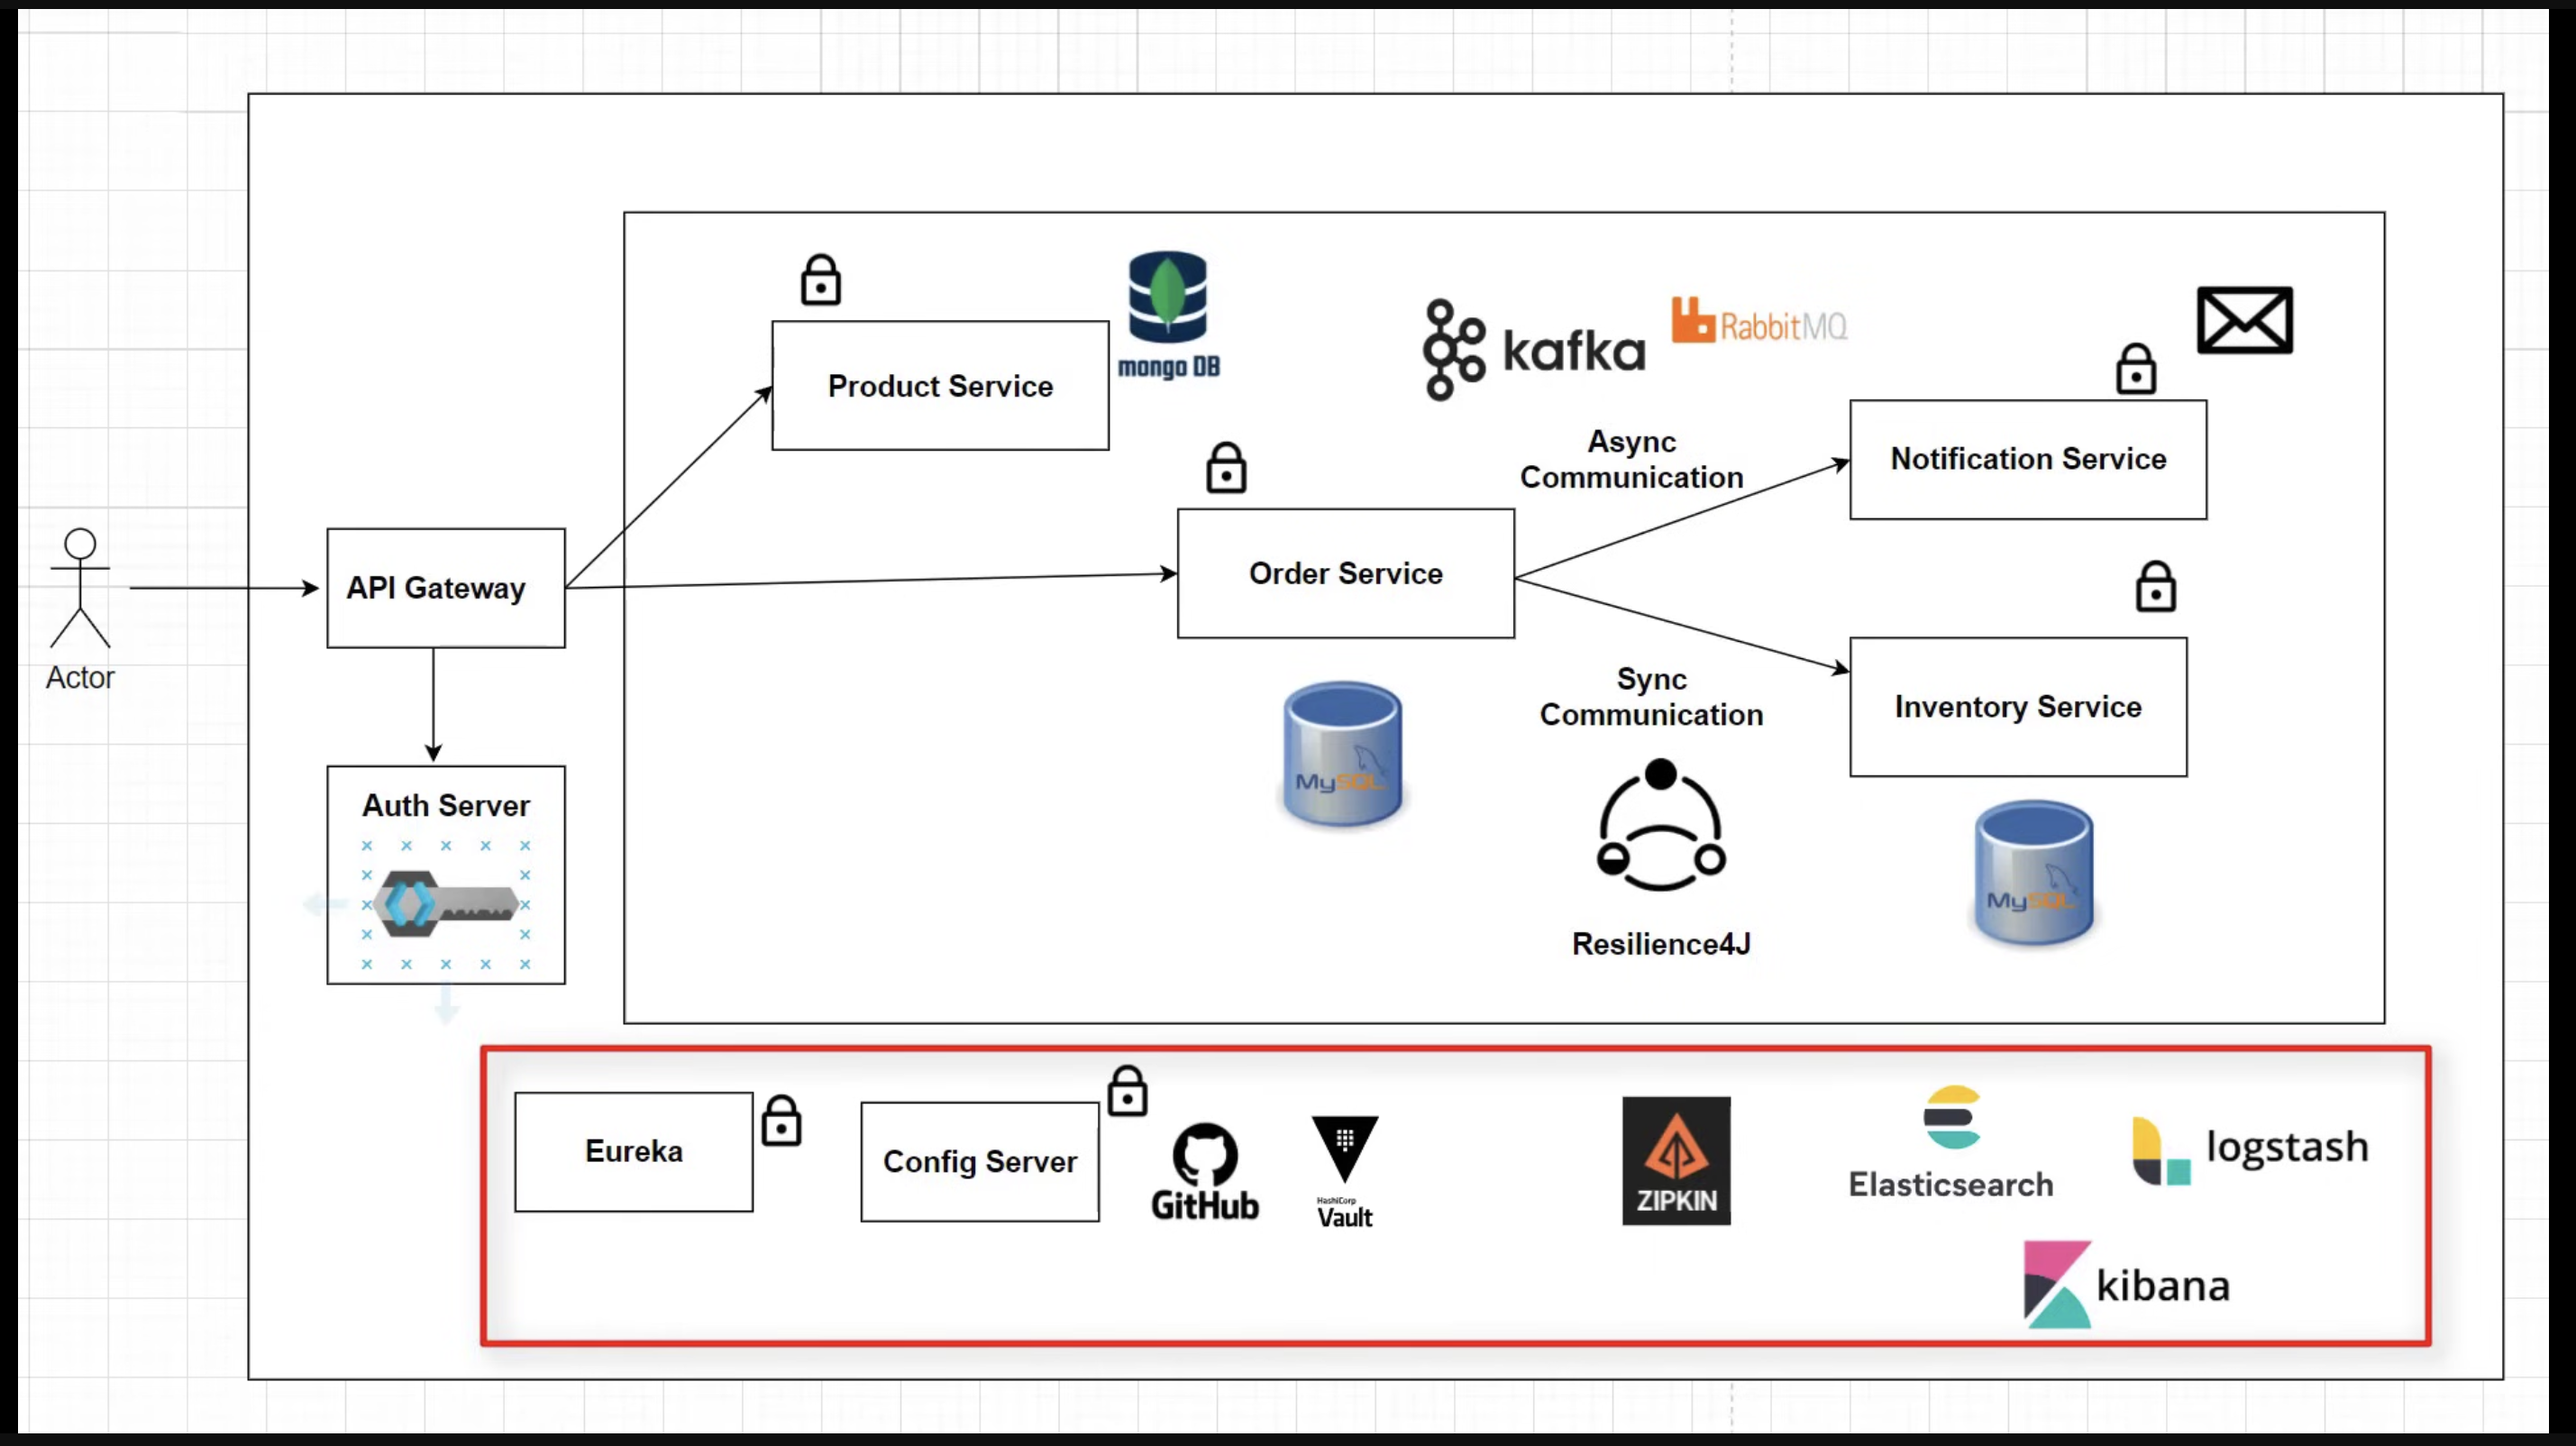 mongo DB
kafka
RabbitMQ
Product Service
Async
Communication
Notification Service
Order Service
API Gateway
Actor
Sync
Communication
Inventory Service
MySQL
Auth Server
MySQL
Resilience4J
Eureka
Config Server
GitHub
HashiCorp
Vault
ZIPKIN
Elasticsearch
logstash
kibana